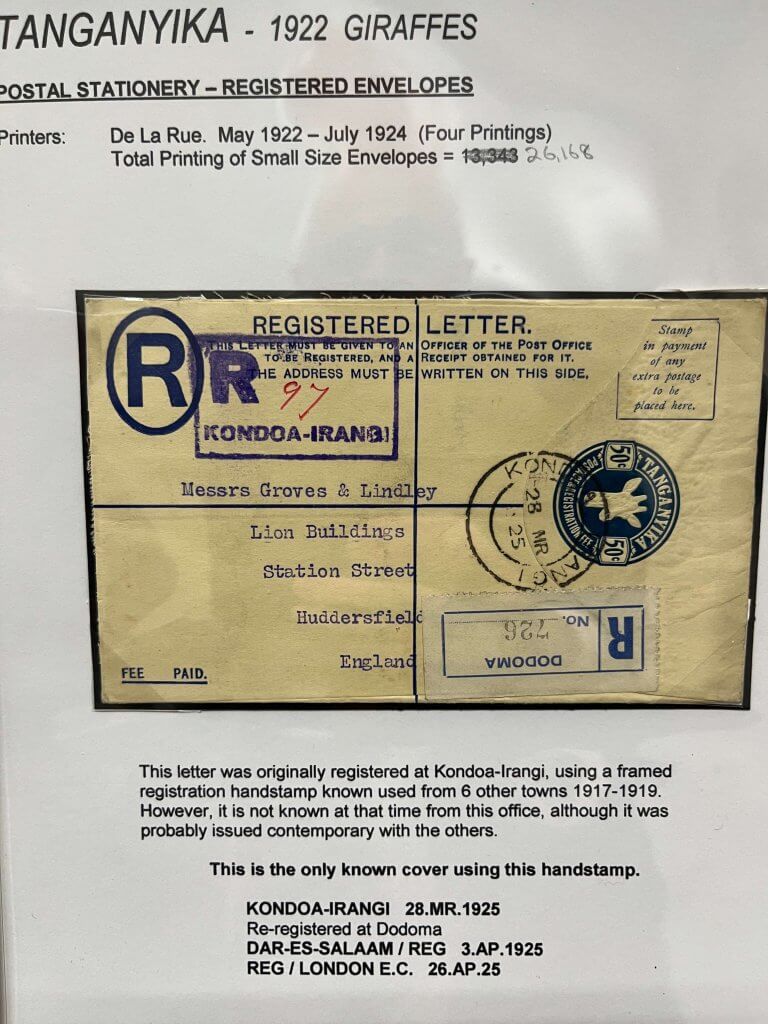 TANGANYIKA - 1922 GIRAFFES
POSTAL STATIONERY – REGISTERED ENVELOPES
Printers: De La Rue. May 1922 – July 1924 (Four Printings)
Total Printing of Small Size Envelopes = 13,343 26,168
REGISTERED LETTER.
THIS LETTER MUST BE GIVEN TO AN OFFICER OF THE POST OFFICE
TO BE REGISTERED, AND A RECEIPT OBTAINED FOR IT.
THE ADDRESS MUST BE WRITTEN ON THIS SIDE.
R
R
97
KONDOA-IRANGI
Stamp
in payment
of any
extra postage
to be
placed here.
Messrs Groves & Lindley
Lion Buildings
Station Street
Huddersfield
England
FEE PAID.
KON
28 MR
25
ANGI
TANGANYIKA
POSTAGE & REGISTRATION FEE
50c
50c
R
DODOMA
No. 726
This letter was originally registered at Kondoa-Irangi, using a framed
registration handstamp known used from 6 other towns 1917-1919.
However, it is not known at that time from this office, although it was
probably issued contemporary with the others.
This is the only known cover using this handstamp.
KONDOA-IRANGI 28.MR.1925
Re-registered at Dodoma
DAR-ES-SALAAM / REG 3.AP.1925
REG / LONDON E.C. 26.AP.25